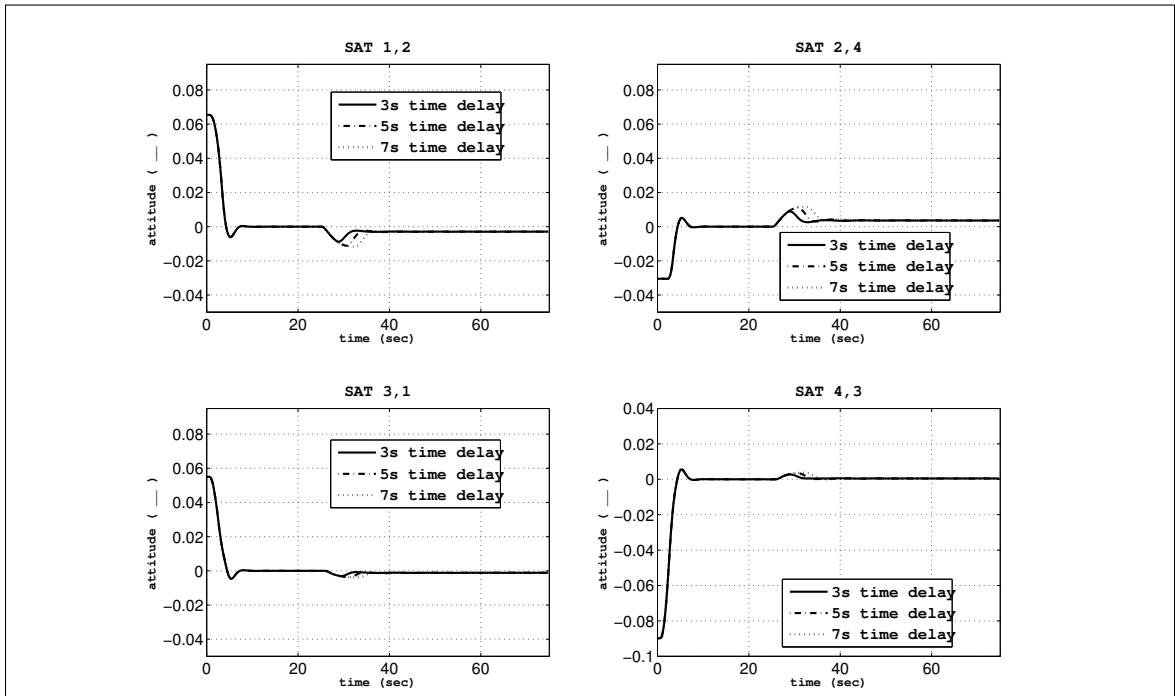 SAT 1,2
0.08
0.06
0.04
0.02
0
−0.02
−0.04
attitude ( __ )
3s time delay
5s time delay
7s time delay
0 20 40 60
time (sec)
SAT 2,4
0.08
0.06
0.04
0.02
0
−0.02
−0.04
attitude ( __ )
3s time delay
5s time delay
7s time delay
0 20 40 60
time (sec)
SAT 3,1
0.08
0.06
0.04
0.02
0
−0.02
−0.04
attitude ( __ )
3s time delay
5s time delay
7s time delay
0 20 40 60
time (sec)
SAT 4,3
0.04
0.02
0
−0.02
−0.04
−0.06
−0.08
−0.1
attitude ( __ )
3s time delay
5s time delay
7s time delay
0 20 40 60
time (sec)